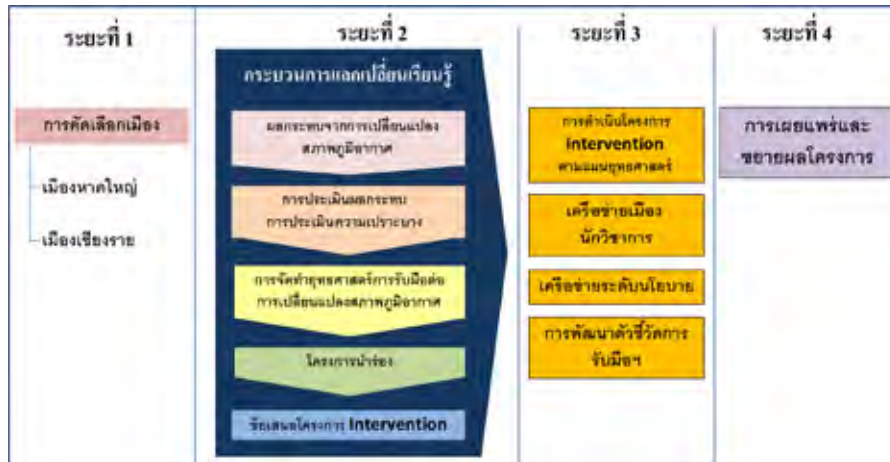 ระยะที่ 1
การคัดเลือกเมือง
เมืองหาดใหญ่
เมืองเชียงราย
ระยะที่ 2
กระบวนการแลกเปลี่ยนเรียนรู้
ผลกระทบจากการเปลี่ยนแปลง
สภาพภูมิอากาศ
การประเมินผลกระทบ
การประเมินความเปราะบาง
การจัดทำยุทธศาสตร์การรับมือต่อ
การเปลี่ยนแปลงสภาพภูมิอากาศ
โครงการนำร่อง
ข้อเสนอโครงการ Intervention
ระยะที่ 3
การดำเนินโครงการ
Intervention
ตามแผนยุทธศาสตร์
เครือข่ายเมือง
นักวิชาการ
เครือข่ายระดับนโยบาย
การพัฒนาตัวชี้วัดการ
รับมือฯ
ระยะที่ 4
การเผยแพร่และ
ขยายผลโครงการ